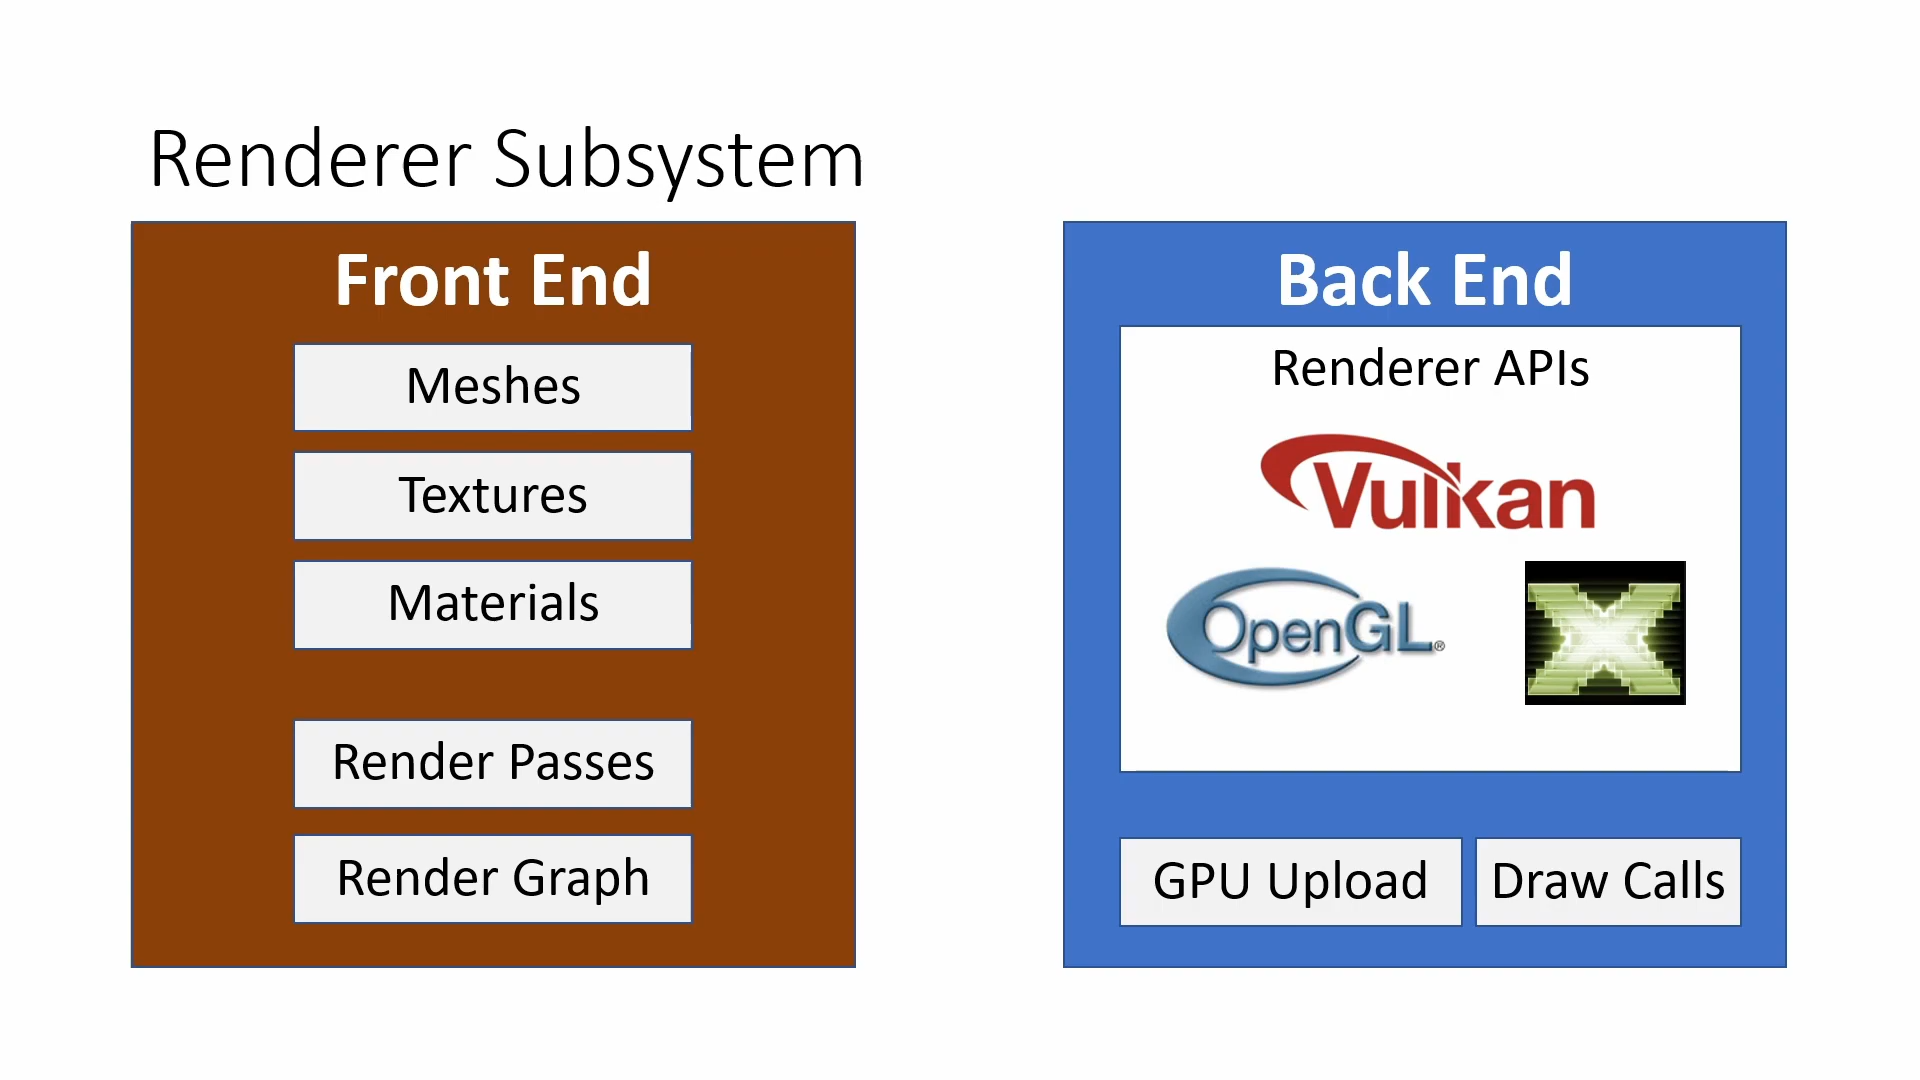 Renderer Subsystem
Front End
Meshes
Textures
Materials
Render Passes
Render Graph
Back End
Renderer APIs
Vulkan
OpenGL®
GPU Upload
Draw Calls